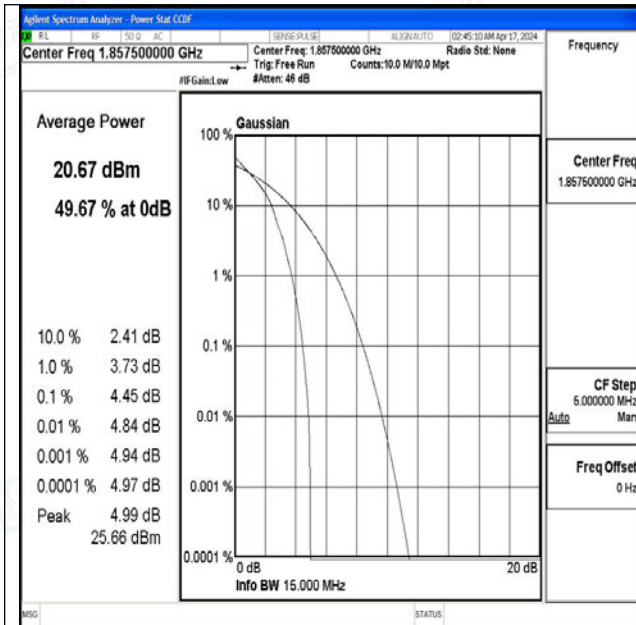 Agilent Spectrum Analyzer - Power Stat CCDF
RL RF 50 Ω AC SENSE:PULSE ALIGN AUTO 02:45:10 AM Apr 17, 2024
Center Freq 1.857500000 GHz
Center Freq: 1.857500000 GHz Radio Std: None
Trig: Free Run Counts:10.0 M/10.0 Mpt
#IFGain:Low #Atten: 46 dB
Frequency
Average Power
20.67 dBm
49.67 % at 0dB
10.0 % 2.41 dB
1.0 % 3.73 dB
0.1 % 4.45 dB
0.01 % 4.84 dB
0.001 % 4.94 dB
0.0001 % 4.97 dB
Peak 4.99 dB
25.66 dBm
Gaussian
100 %
10 %
1 %
0.1 %
0.01 %
0.001 %
0.0001 %
0 dB 20 dB
Info BW 15.000 MHz
Center Freq
1.857500000 GHz
CF Step
5.000000 MHz
Auto Man
Freq Offset
0 Hz
MSG STATUS